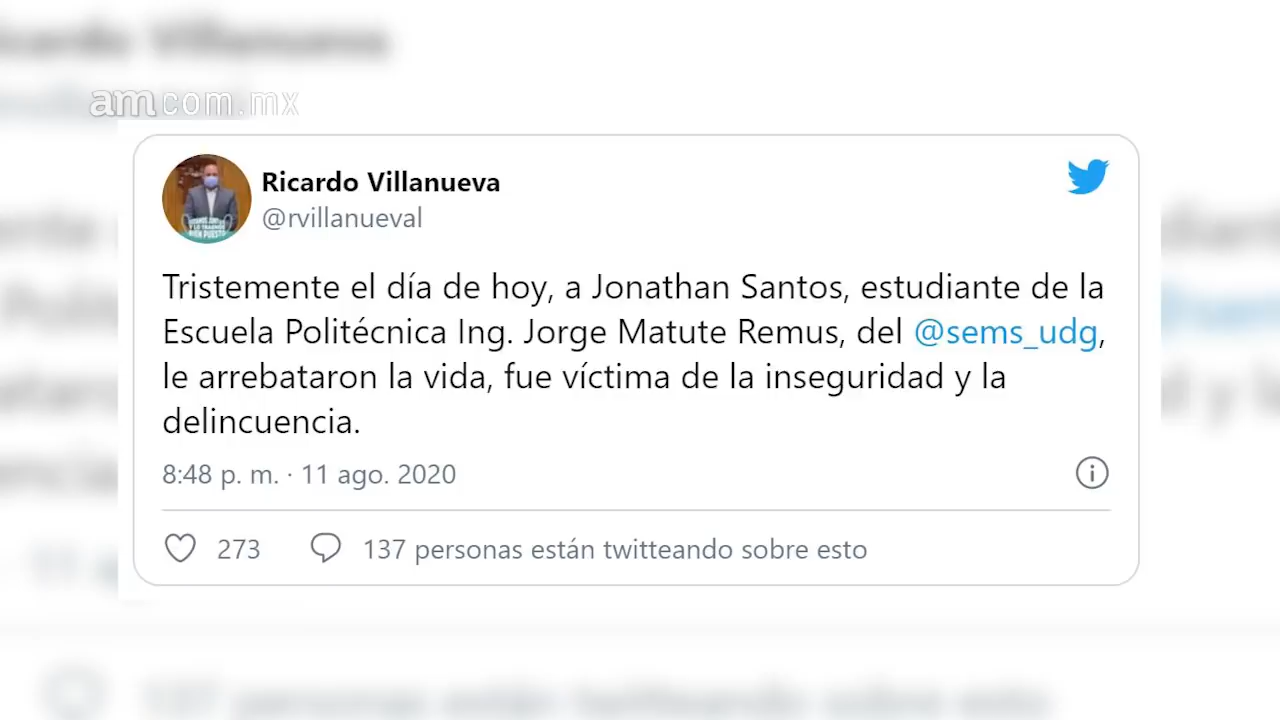 amcom.mx
Ricardo Villanueva
@rvillanueval
Tristemente el día de hoy, a Jonathan Santos, estudiante de la
Escuela Politécnica Ing. Jorge Matute Remus, del @sems_udg,
le arrebataron la vida, fue víctima de la inseguridad y la
delincuencia.
8:48 p. m. · 11 ago. 2020
273 137 personas están twitteando sobre esto